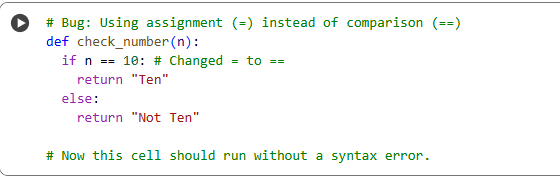 # Bug: Using assignment (=) instead of comparison (==)
def check_number(n):
  if n == 10: # Changed = to ==
    return "Ten"
  else:
    return "Not Ten"

# Now this cell should run without a syntax error.